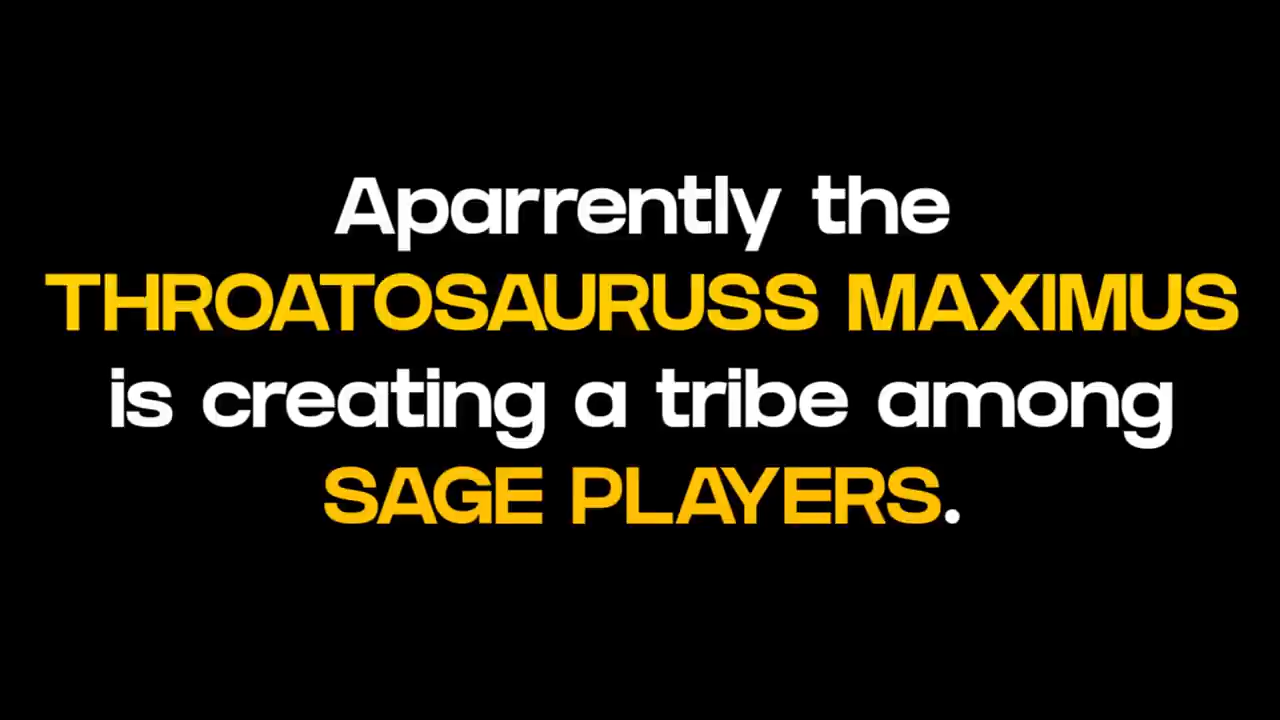 Aparrently the
THROATOSAURUSS MAXIMUS
is creating a tribe among
SAGE PLAYERS.